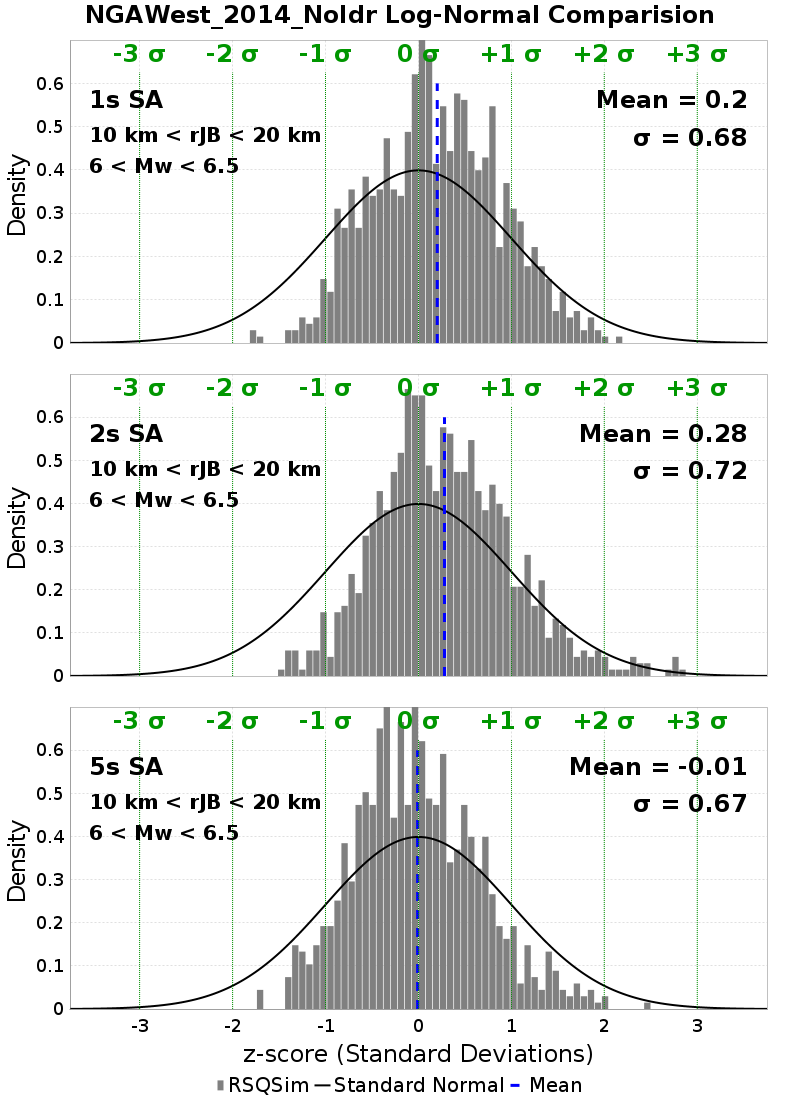 NGAWest_2014_NoIdr Log-Normal Comparision
-3 σ -2 σ -1 σ 0 σ +1 σ +2 σ +3 σ
1s SA
Mean = 0.2
10 km < rJB < 20 km
σ = 0.68
6 < Mw < 6.5
Density
0.6
0.5
0.4
0.3
0.2
0.1
0
-3 σ -2 σ -1 σ 0 σ +1 σ +2 σ +3 σ
2s SA
Mean = 0.28
10 km < rJB < 20 km
σ = 0.72
6 < Mw < 6.5
Density
0.6
0.5
0.4
0.3
0.2
0.1
0
-3 σ -2 σ -1 σ 0 σ +1 σ +2 σ +3 σ
5s SA
Mean = -0.01
10 km < rJB < 20 km
σ = 0.67
6 < Mw < 6.5
Density
0.6
0.5
0.4
0.3
0.2
0.1
0
-3 -2 -1 0 1 2 3
z-score (Standard Deviations)
RSQSim Standard Normal Mean